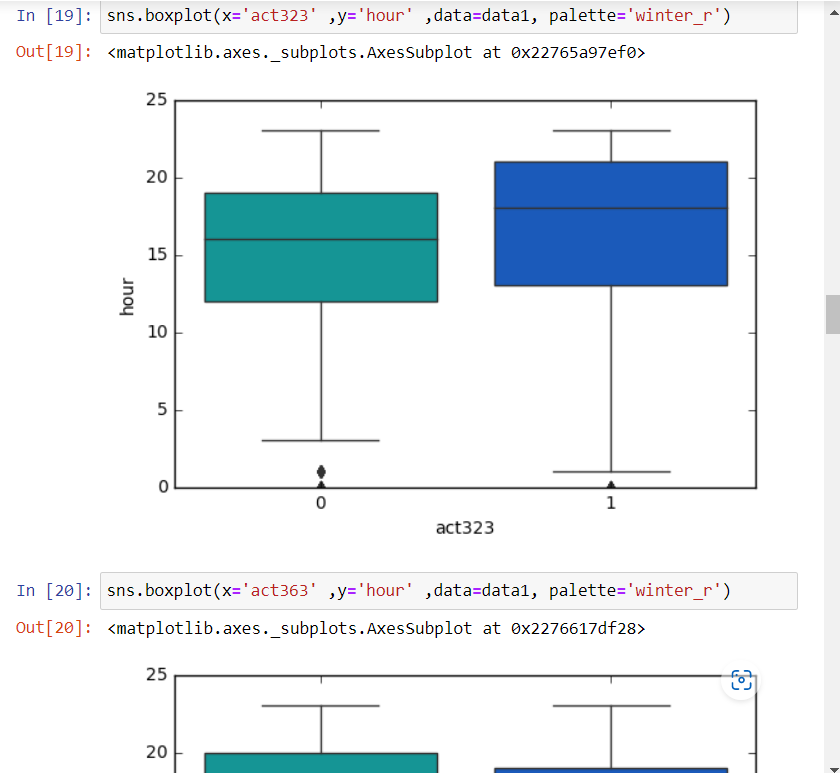 In [19]: sns.boxplot(x='act323' ,y='hour' ,data=data1, palette='winter_r')
Out[19]: <matplotlib.axes._subplots.AxesSubplot at 0x22765a97ef0>
25
20
15
10
5
0
hour
0 1
act323
In [20]: sns.boxplot(x='act363' ,y='hour' ,data=data1, palette='winter_r')
Out[20]: <matplotlib.axes._subplots.AxesSubplot at 0x2276617df28>
25
20